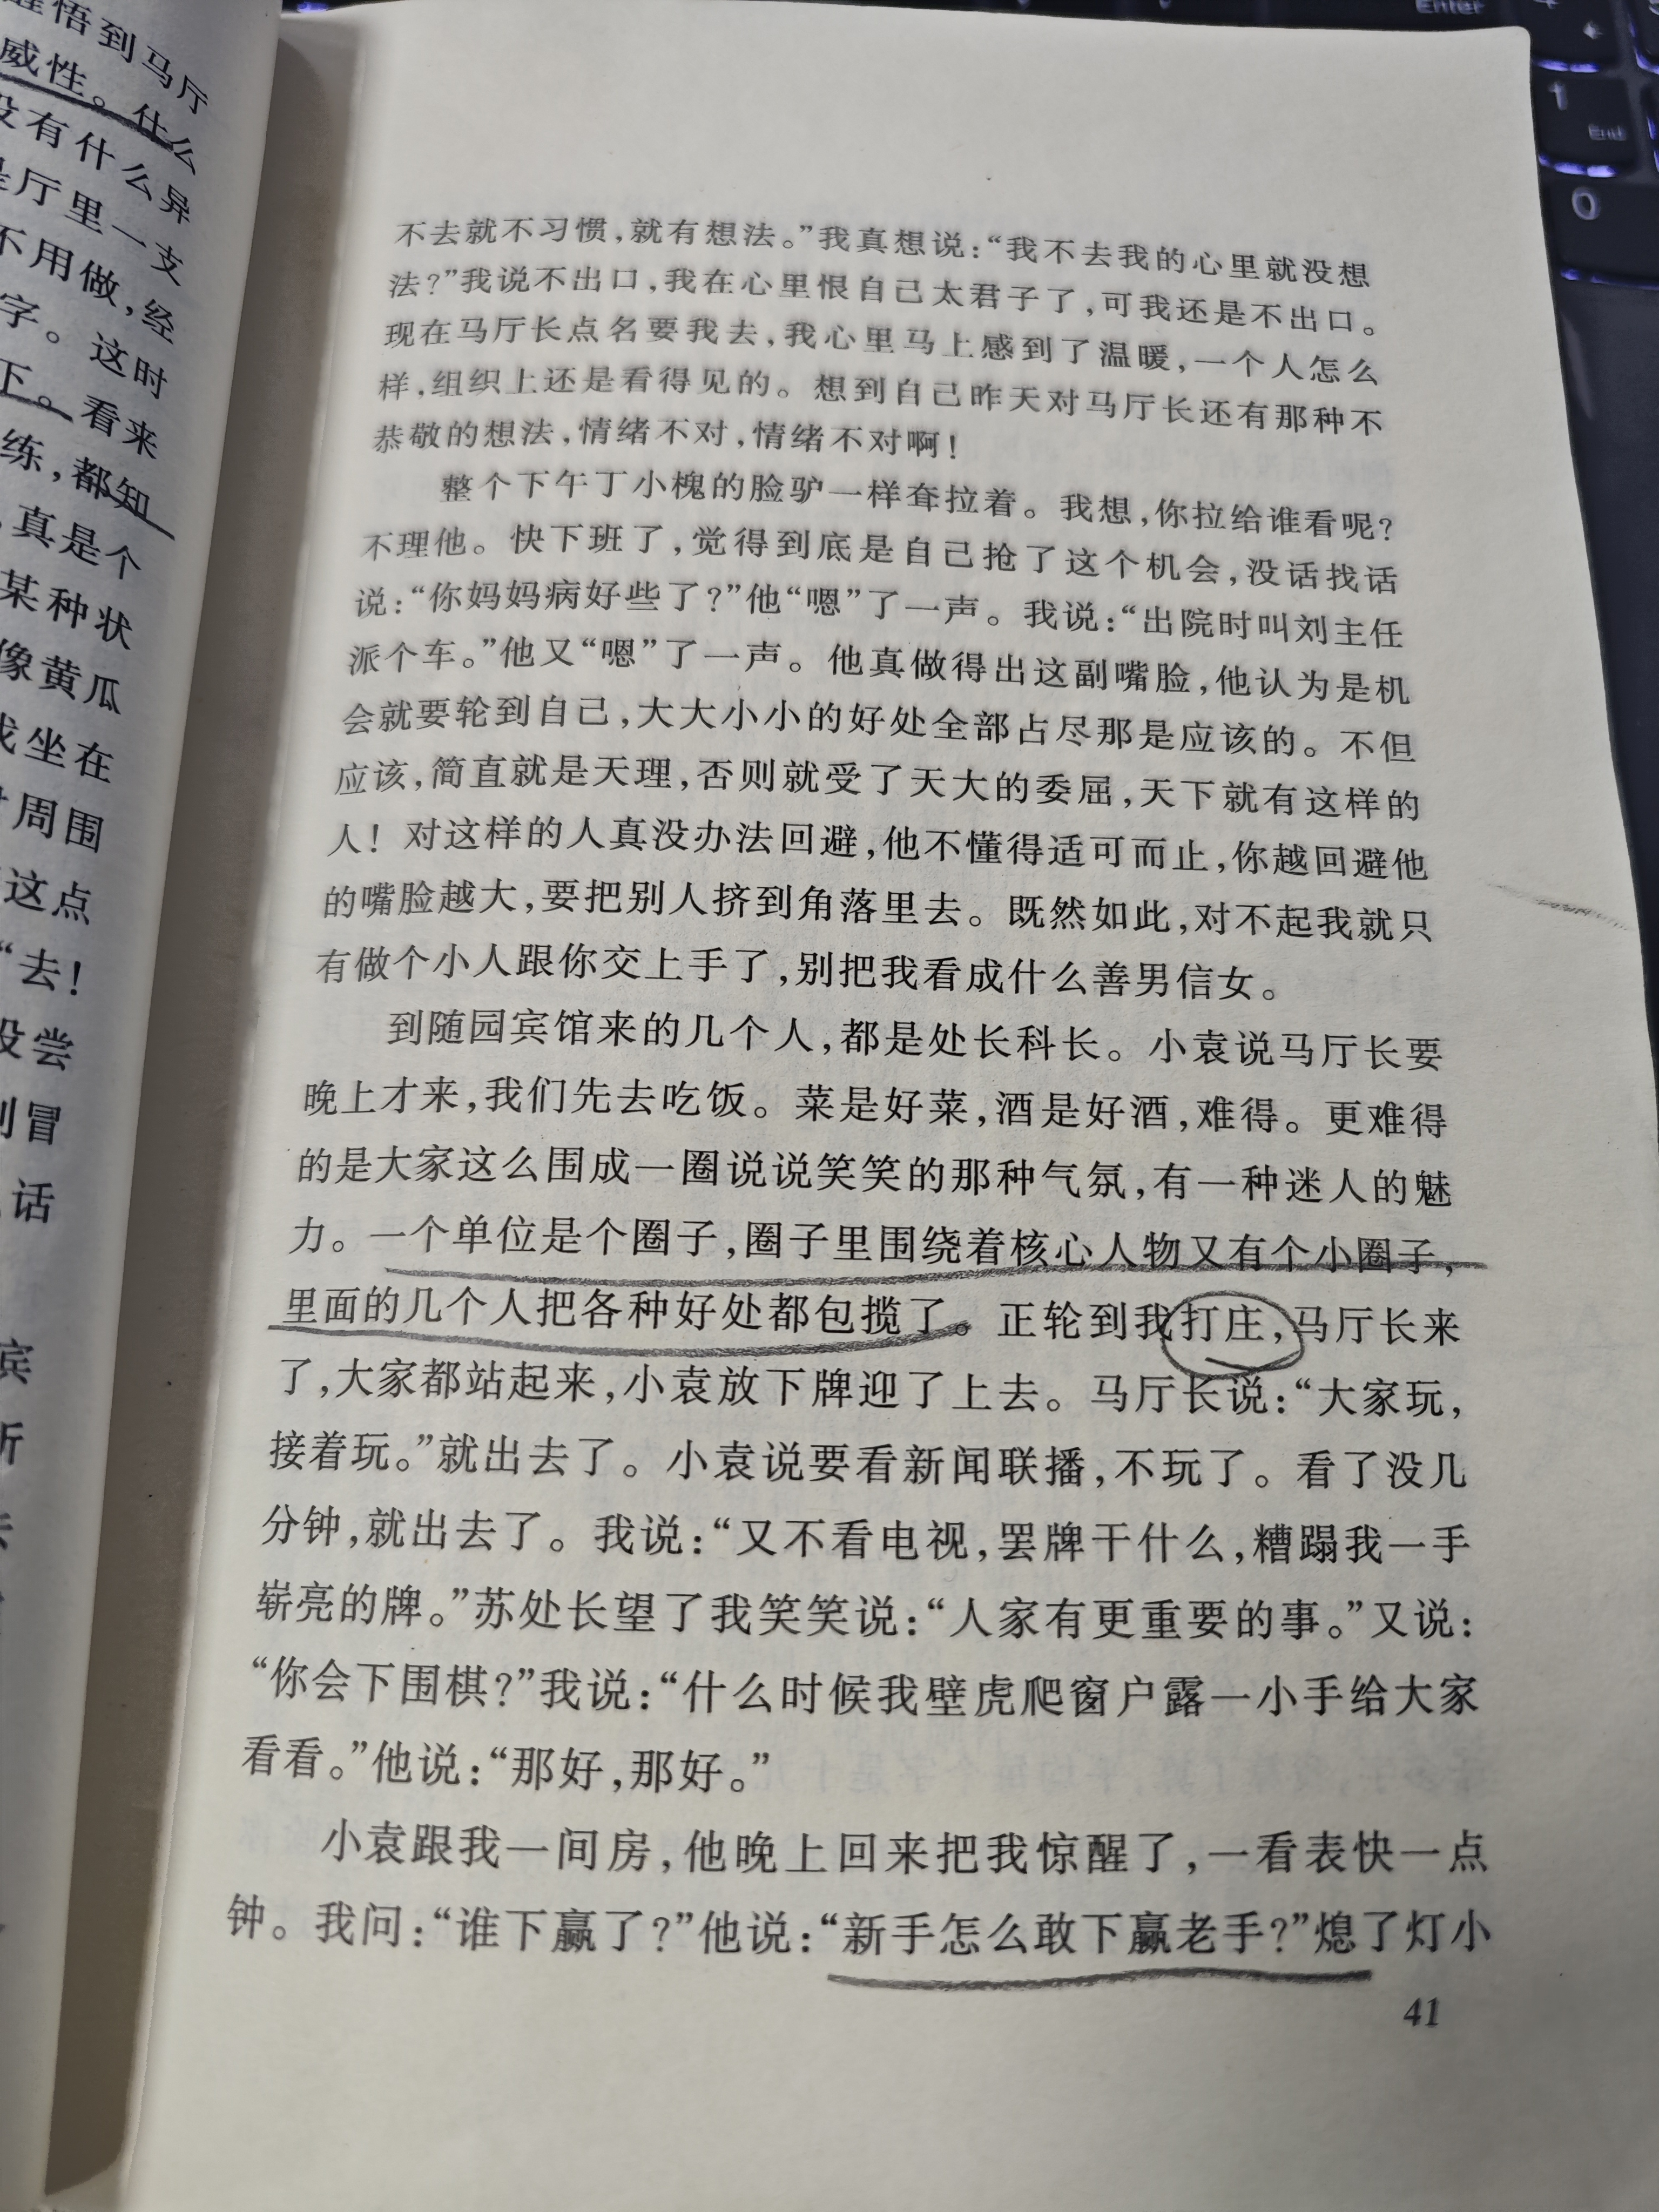 醒悟到马厅
威性。什么
没有什么异
是厅里一支
不用做,经
字。这时
下。看来
练,都知
真是个
某种状
像黄瓜
我坐在
周围
这点
“去!
没尝
别冒
话
宾
所
不去就不习惯,就有想法。”我真想说:“我不去我的心里就没想
法?”我说不出口,我在心里恨自己太君子了,可我还是不出口。
现在马厅长点名要我去,我心里马上感到了温暖,一个人怎么
样,组织上还是看得见的。想到自己昨天对马厅长还有那种不
恭敬的想法,情绪不对,情绪不对啊!
整个下午丁小槐的脸驴一样耷拉着。我想,你拉给谁看呢?
不理他。快下班了,觉得到底是自己抢了这个机会,没话找话
说:“你妈妈病好些了?”他“嗯”了一声。我说:“出院时叫刘主任
派个车。”他又“嗯”了一声。他真做得出这副嘴脸,他认为是机
会就要轮到自己,大大小小的好处全部占尽那是应该的。不但
应该,简直就是天理,否则就受了天大的委屈,天下就有这样的
人!对这样的人真没办法回避,他不懂得适可而止,你越回避他
的嘴脸越大,要把别人挤到角落里去。既然如此,对不起我就只
有做个小人跟你交上手了,别把我看成什么善男信女。
到随园宾馆来的几个人,都是处长科长。小袁说马厅长要
晚上才来,我们先去吃饭。菜是好菜,酒是好酒,难得。更难得
的是大家这么围成一圈说说笑笑的那种气氛,有一种迷人的魅
力。一个单位是个圈子,圈子里围绕着核心人物又有个小圈子,
里面的几个人把各种好处都包揽了。正轮到我打庄,马厅长来
了,大家都站起来,小袁放下牌迎了上去。马厅长说:“大家玩,
接着玩。”就出去了。小袁说要看新闻联播,不玩了。看了没几
分钟,就出去了。我说:“又不看电视,罢牌干什么,糟蹋我一手
崭亮的牌。”苏处长望了我笑笑说:“人家有更重要的事。”又说:
“你会下围棋?”我说:“什么时候我壁虎爬窗户露一小手给大家
看看。”他说:“那好,那好。”
小袁跟我一间房,他晚上回来把我惊醒了,一看表快一点
钟。我问:“谁下赢了?”他说:“新手怎么敢下赢老手?”熄了灯小
41
Enter
1
End
0